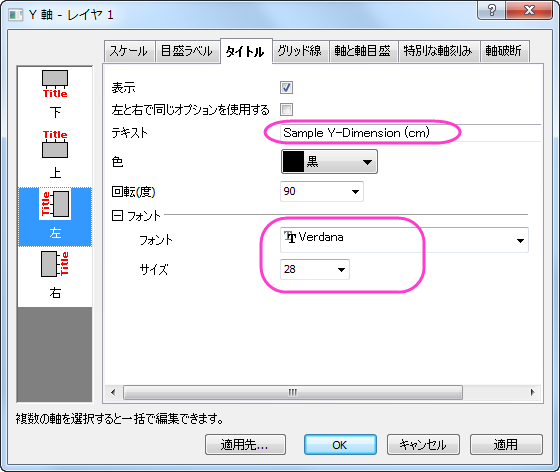 Y 軸 - レイヤ 1
スケール 目盛ラベル タイトル グリッド線 軸と軸目盛 特別な軸刻み 軸破断
Title
下
Title
上
Title
左
Title
右
表示
左と右で同じオプションを使用する
テキスト Sample Y-Dimension (cm)
色 黒
回転(度) 90
フォント
フォント Verdana
サイズ 28
複数の軸を選択すると一括で編集できます。
適用先... OK キャンセル 適用